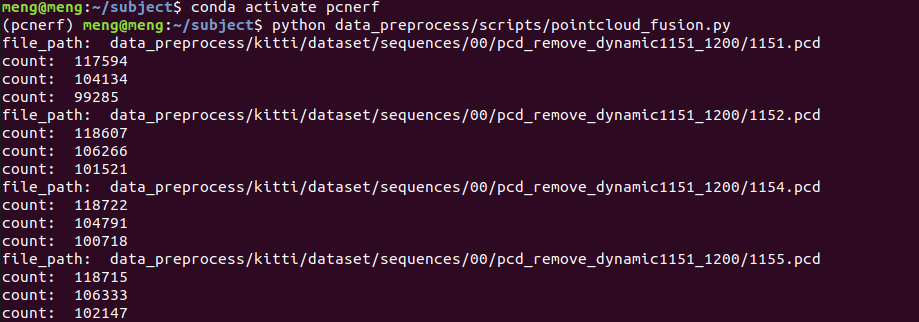 meng@meng:~/subject$ conda activate pcnerf
(pcnerf) meng@meng:~/subject$ python data_preprocess/scripts/pointcloud_fusion.py
file_path:  data_preprocess/kitti/dataset/sequences/00/pcd_remove_dynamic1151_1200/1151.pcd
count:  117594
count:  104134
count:  99285
file_path:  data_preprocess/kitti/dataset/sequences/00/pcd_remove_dynamic1151_1200/1152.pcd
count:  118607
count:  106266
count:  101521
file_path:  data_preprocess/kitti/dataset/sequences/00/pcd_remove_dynamic1151_1200/1154.pcd
count:  118722
count:  104791
count:  100718
file_path:  data_preprocess/kitti/dataset/sequences/00/pcd_remove_dynamic1151_1200/1155.pcd
count:  118715
count:  106333
count:  102147